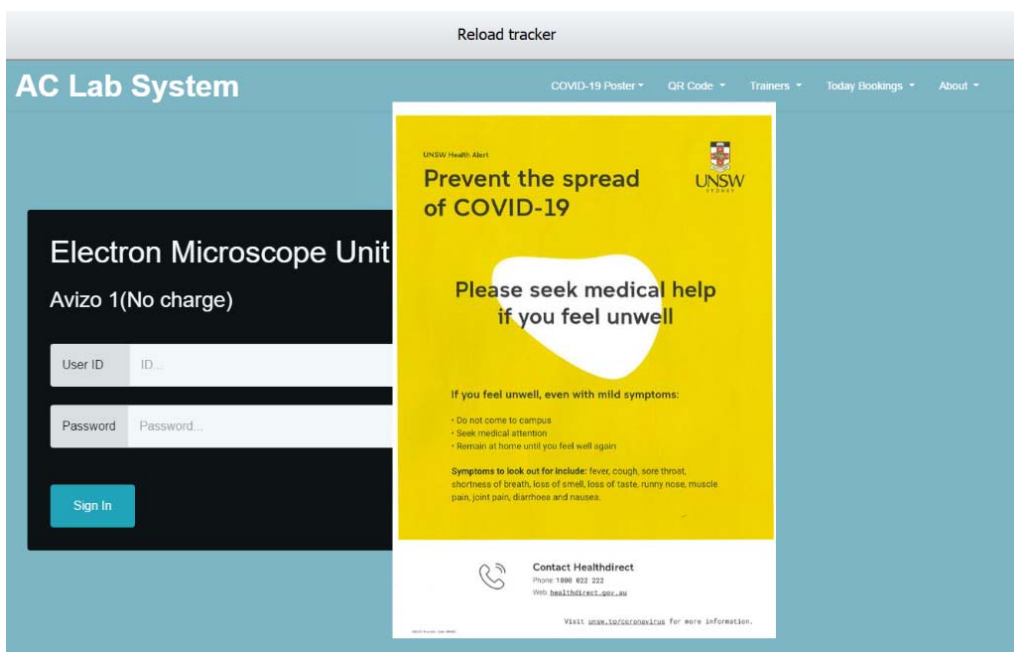 Reload tracker
AC Lab System
COVID-19 Poster
QR Code
Trainers
Today Bookings
About
Electron Microscope Unit
Avizo 1(No charge)
User ID
ID...
Password
Password...
Sign In
UNSW Health Alert
Prevent the spread
of COVID-19
UNSW
SYDNEY
Please seek medical help
if you feel unwell
If you feel unwell, even with mild symptoms:
• Do not come to campus
• Seek medical attention
• Remain at home until you feel well again
Symptoms to look out for include: fever, cough, sore throat,
shortness of breath, loss of smell, loss of taste, runny nose, muscle
pain, joint pain, diarrhoea and nausea.
Contact Healthdirect
Phone: 1800 022 222
Web: healthdirect.gov.au
Visit unsw.to/coronavirus for more information.